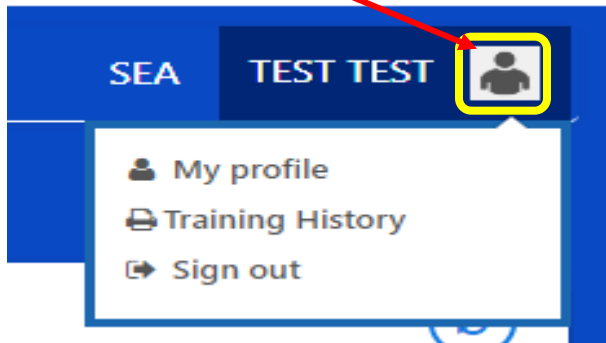 SEA TEST TEST
My profile
Training History
Sign out